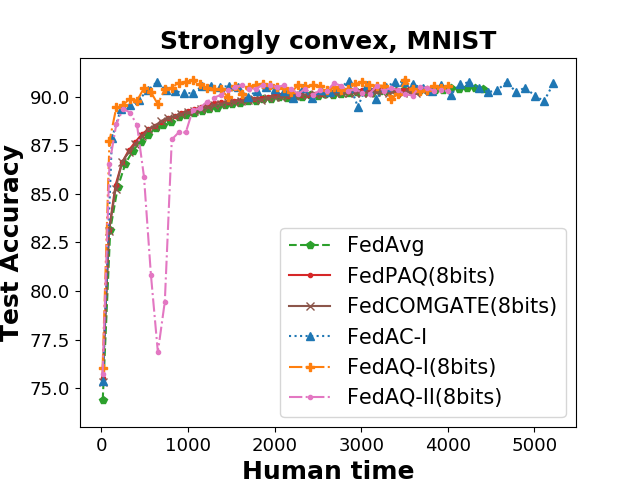 Strongly convex, MNIST
Test Accuracy
90.0
87.5
85.0
82.5
80.0
77.5
75.0
FedAvg
FedPAQ(8bits)
FedCOMGATE(8bits)
FedAC-I
FedAQ-I(8bits)
FedAQ-II(8bits)
0 1000 2000 3000 4000 5000
Human time